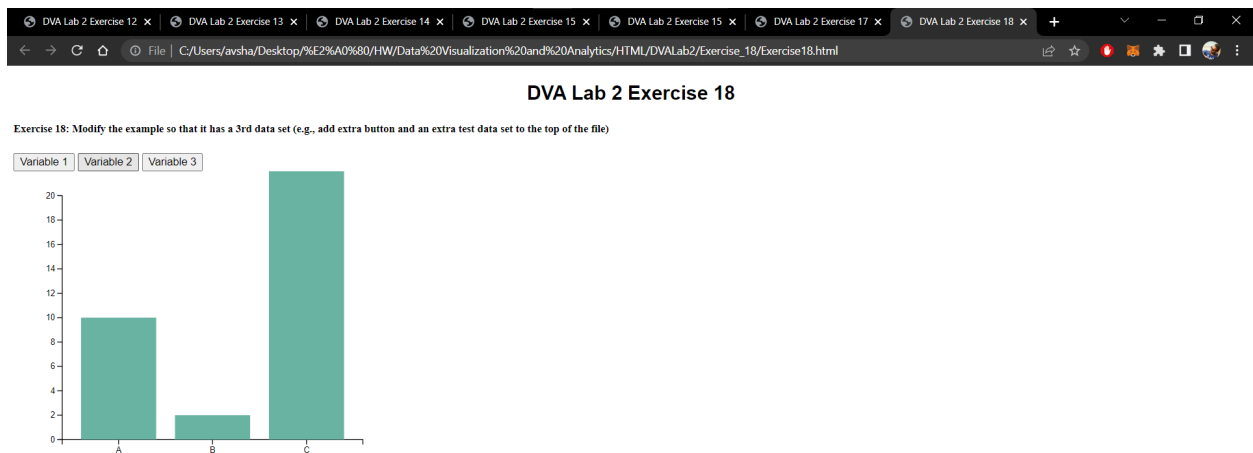 DVA Lab 2 Exercise 12 DVA Lab 2 Exercise 13 DVA Lab 2 Exercise 14 DVA Lab 2 Exercise 15 DVA Lab 2 Exercise 15 DVA Lab 2 Exercise 17 DVA Lab 2 Exercise 18
File | C:/Users/avsha/Desktop/%E2%A0%80/HW/Data%20Visualization%20and%20Analytics/HTML/DVALab2/Exercise_18/Exercise18.html
DVA Lab 2 Exercise 18
Exercise 18: Modify the example so that it has a 3rd data set (e.g., add extra button and an extra test data set to the top of the file)
Variable 1 Variable 2 Variable 3
20
18
16
14
12
10
8
6
4
2
0
A B C